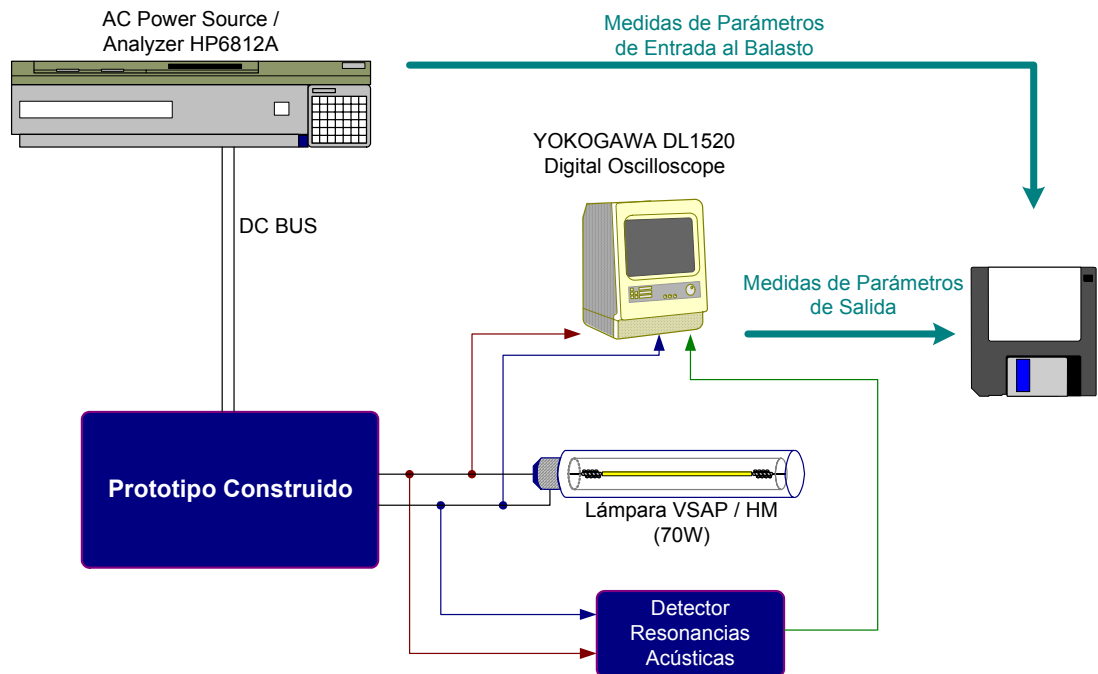 AC Power Source /
Analyzer HP6812A
Medidas de Parámetros
de Entrada al Balasto
YOKOGAWA DL1520
Digital Oscilloscope
DC BUS
Medidas de Parámetros
de Salida
Prototipo Construido
Lámpara VSAP / HM
(70W)
Detector
Resonancias
Acústicas